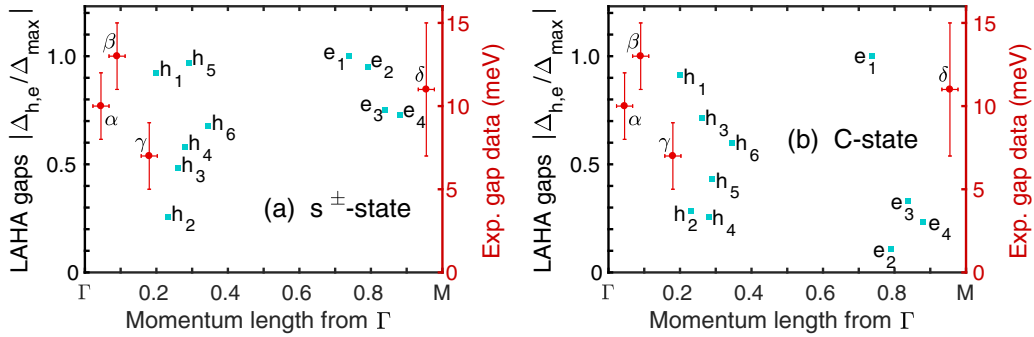 LAHA gaps |Δh,e/Δmax|
1.0
0.5
0
β
α
γ
δ
h1
h5
h6
h4
h3
h2
e1
e2
e3
e4
(a) s±-state
15
10
5
0
Exp. gap data (meV)
Γ
0.2
0.4
0.6
0.8
M
Momentum length from Γ
LAHA gaps |Δh,e/Δmax|
1.0
0.5
0
β
α
γ
δ
h1
h3
h6
h5
h2
h4
e1
e3
e4
e2
(b) C-state
15
10
5
0
Exp. gap data (meV)
Γ
0.2
0.4
0.6
0.8
M
Momentum length from Γ